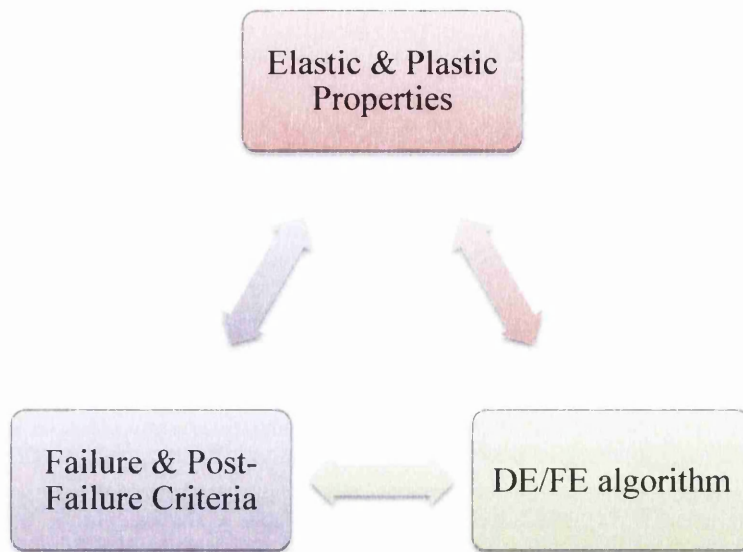 Elastic & Plastic
Properties
Failure & Post-
Failure Criteria
DE/FE algorithm